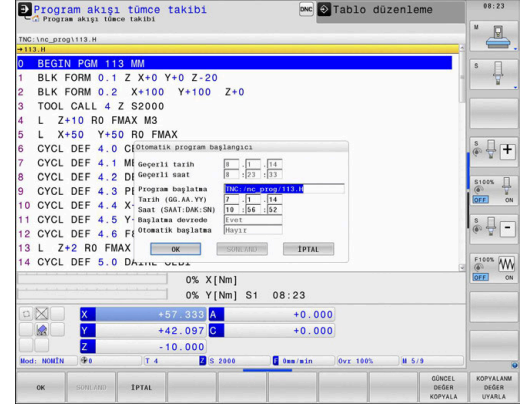 Program akışı tümce takibi
Program akışı tümce takibi
DNC
Tablo düzenleme
08:23
TNC:\nc_prog\113.H
→113.H
0 BEGIN PGM 113 MM
1 BLK FORM 0.1 Z X+0 Y+0 Z-20
2 BLK FORM 0.2 X+100 Y+100 Z+0
3 TOOL CALL 4 Z S2000
4 L Z+10 R0 FMAX M3
5 L X+50 Y+50 R0 FMAX
6 CYCL DEF 4.0
7 CYCL DEF 4.1
8 CYCL DEF 4.2
9 CYCL DEF 4.3
10 CYCL DEF 4.4 X-
11 CYCL DEF 4.5 Y-
12 CYCL DEF 4.6
13 L Z+2 R0 FMAX
14 CYCL DEF 5.0 DAIRE CEBI
Otomatik program başlangıcı
Geçerli tarih 8 .1 .14
Geçerli saat 8 :23 :33
Program başlatma TNC:/nc_prog/113.H
Tarih (GG.AA.YY) 7 .1 .14
Saat (SAAT:DAK:SN) 19 :56 :52
Başlatma devrede Evet
Otomatik başlatma Hayır
OK SONLAND İPTAL
0% X[Nm]
0% Y[Nm] S1 08:23
X +57.333 A +0.000
Y +42.097 C +0.000
Z -10.000
Mod: NOMİN 0 T 4 Z S 2000 F 0mm/min Ovr 100% M 5/9
M
S
S
S100%
OFF ON
S
F100%
OFF ON
OK SONLAND İPTAL
GÜNCEL DEĞER KOPYALA
KOPYALANM DEĞER UYARLA